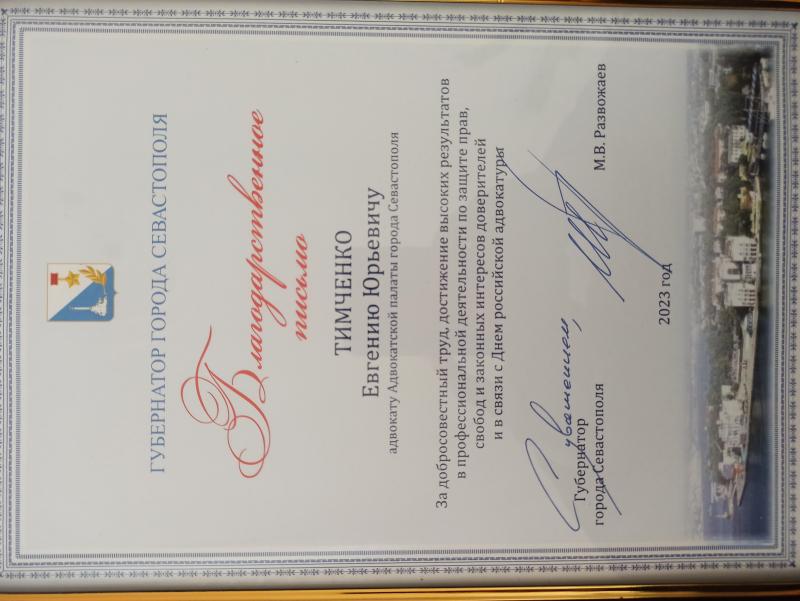 ГУБЕРНАТОР ГОРОДА СЕВАСТОПОЛЯ
Благодарственное
письмо
ТИМЧЕНКО
Евгению Юрьевичу
адвокату Адвокатской палаты города Севастополя
За добросовестный труд, достижение высоких результатов
в профессиональной деятельности по защите прав,
свобод и законных интересов доверителей
и в связи с Днем российской адвокатуры
С уважением,
Губернатор
города Севастополя
М.В. Развожаев
2023 год